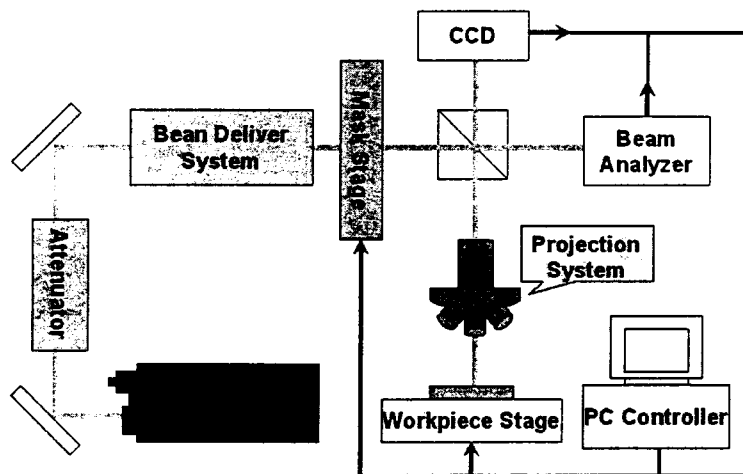 CCD
Bean Deliver
System
Mask Stage
Beam
Analyzer
Attenuator
Projection
System
Workpiece Stage
PC Controller